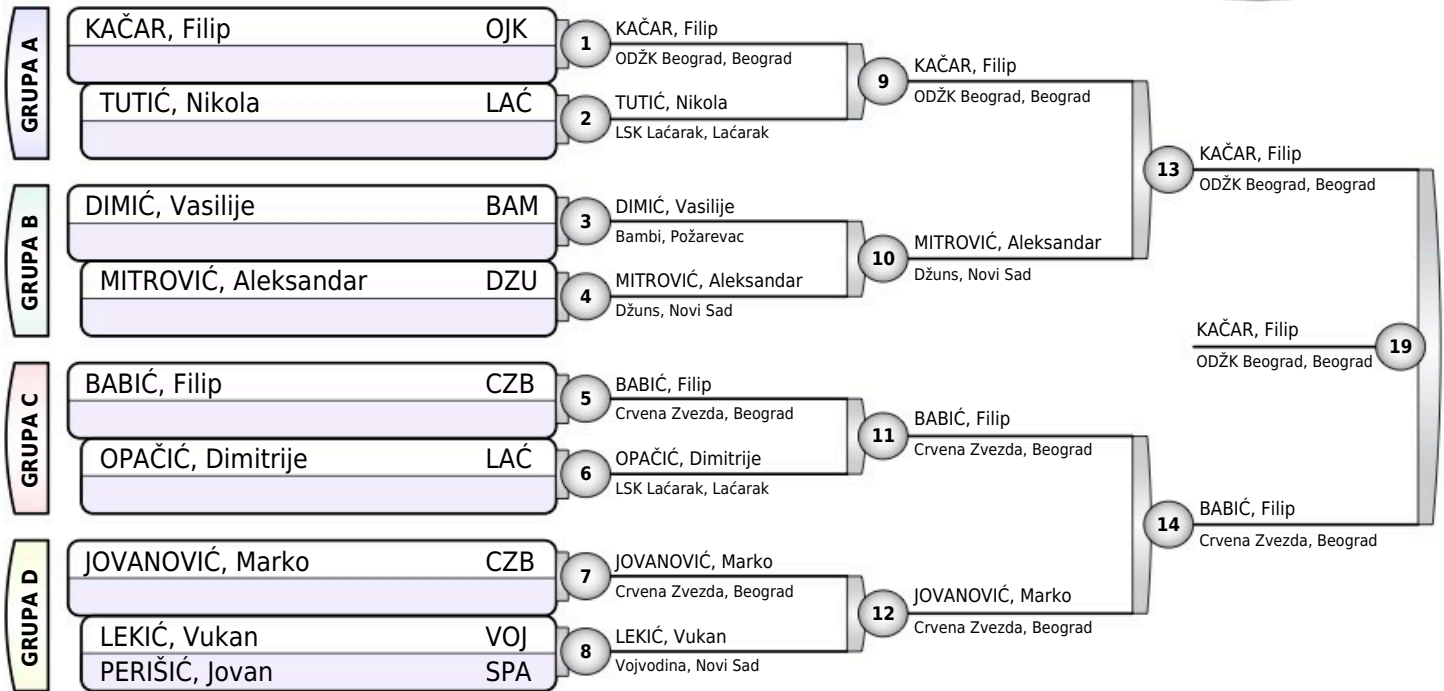 GRUPA A
KAČAR, Filip OJK
TUTIĆ, Nikola LAĆ
1
KAČAR, Filip
ODŽK Beograd, Beograd
2
TUTIĆ, Nikola
LSK Laćarak, Laćarak
9
KAČAR, Filip
ODŽK Beograd, Beograd
GRUPA B
DIMIĆ, Vasilije BAM
MITROVIĆ, Aleksandar DZU
3
DIMIĆ, Vasilije
Bambi, Požarevac
4
MITROVIĆ, Aleksandar
Džuns, Novi Sad
10
MITROVIĆ, Aleksandar
Džuns, Novi Sad
13
KAČAR, Filip
ODŽK Beograd, Beograd
GRUPA C
BABIĆ, Filip CZB
OPAČIĆ, Dimitrije LAĆ
5
BABIĆ, Filip
Crvena Zvezda, Beograd
6
OPAČIĆ, Dimitrije
LSK Laćarak, Laćarak
11
BABIĆ, Filip
Crvena Zvezda, Beograd
GRUPA D
JOVANOVIĆ, Marko CZB
LEKIĆ, Vukan VOJ
PERIŠIĆ, Jovan SPA
7
JOVANOVIĆ, Marko
Crvena Zvezda, Beograd
8
LEKIĆ, Vukan
Vojvodina, Novi Sad
12
JOVANOVIĆ, Marko
Crvena Zvezda, Beograd
14
BABIĆ, Filip
Crvena Zvezda, Beograd
KAČAR, Filip
ODŽK Beograd, Beograd
19